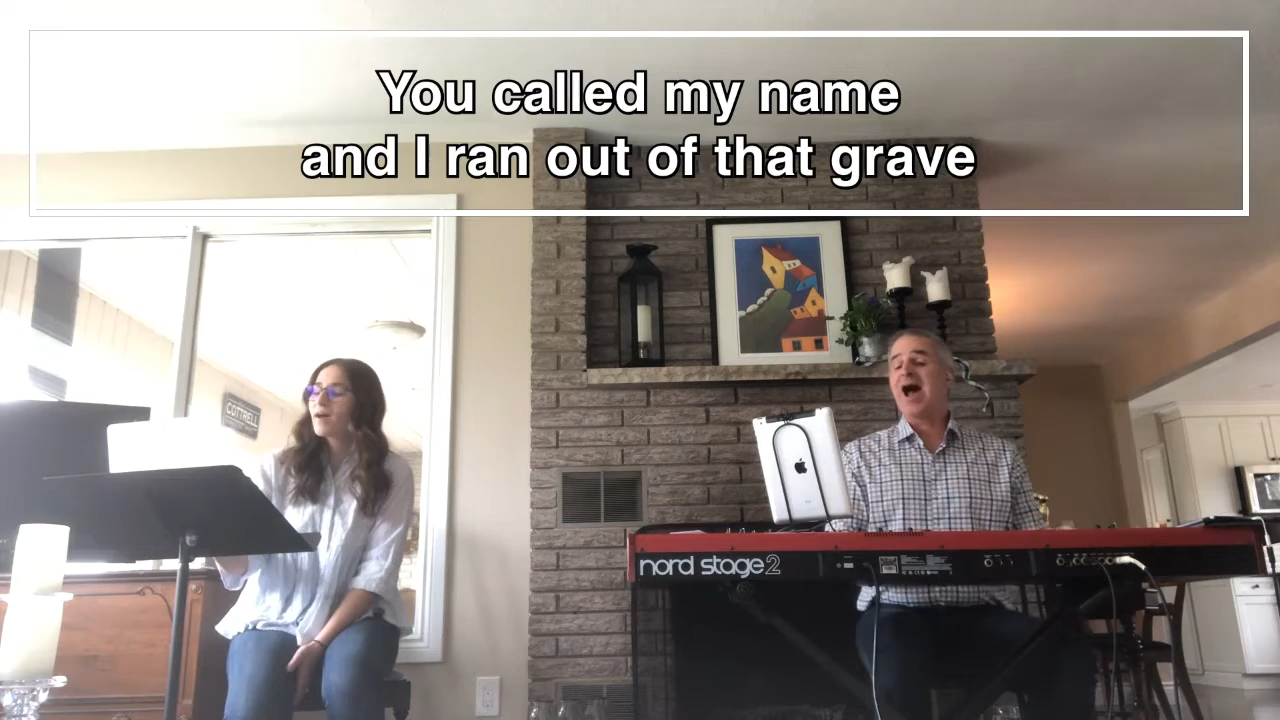 You called my name
and I ran out of that grave
COTTRELL
nord stage2